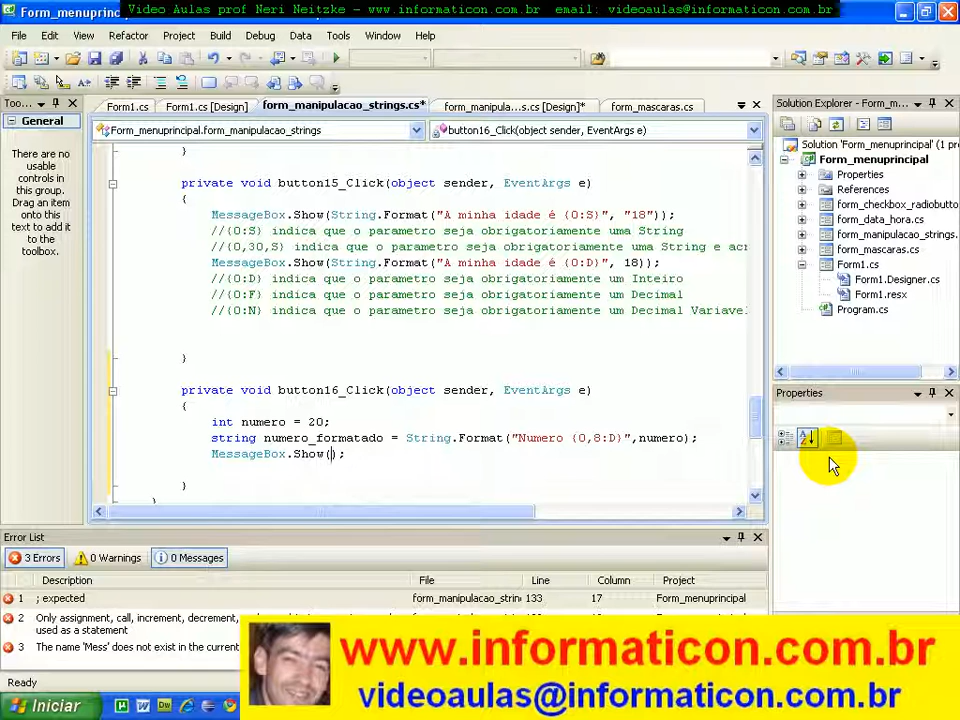 Form_menuprinci
Video Aulas prof Neri Neitzke – www.informaticon.com.br email: videoaulas@informaticon.com.br
File Edit View Refactor Project Build Debug Data Tools Window Help
Too...
Form1.cs Form1.cs [Design] form_manipulacao_strings.cs* form_manipula...s.cs [Design]* form_mascaras.cs
General
There are no
usable
controls in
this group.
Drag an item
onto this
text to add it
to the
toolbox.
Form_menuprincipal.form_manipulacao_strings button16_Click(object sender, EventArgs e)
}
private void button15_Click(object sender, EventArgs e)
{
MessageBox.Show(String.Format("A minha idade é {0:S}", "18"));
//{0:S} indica que o parametro seja obrigatoriamente uma String
//{0,30,S} indica que o parametro seja obrigatoriamente uma String e acr
MessageBox.Show(String.Format("A minha idade é {0:D}", 18));
//{0:D} indica que o parametro seja obrigatoriamente um Inteiro
//{0:F} indica que o parametro seja obrigatoriamente um Decimal
//{0:N} indica que o parametro seja obrigatoriamente um Decimal Variavel
}
private void button16_Click(object sender, EventArgs e)
{
int numero = 20;
string numero_formatado = String.Format("Numero {0,8:D}",numero);
MessageBox.Show();
}
}
Solution Explorer - Form_m...
Solution 'Form_menuprincipal' (1 p
Form_menuprincipal
Properties
References
form_checkbox_radiobutto
form_data_hora.cs
form_manipulacao_strings.
form_mascaras.cs
Form1.cs
Form1.Designer.cs
Form1.resx
Program.cs
Properties
Error List
3 Errors 0 Warnings 0 Messages
Description File Line Column Project
1 ; expected form_manipulacao_strin 133 17 Form_menuprincipal
2 Only assignment, call, increment, decrement,
used as a statement
3 The name 'Mess' does not exist in the current
Ready
Iniciar
www.informaticon.com.br
videoaulas@informaticon.com.br